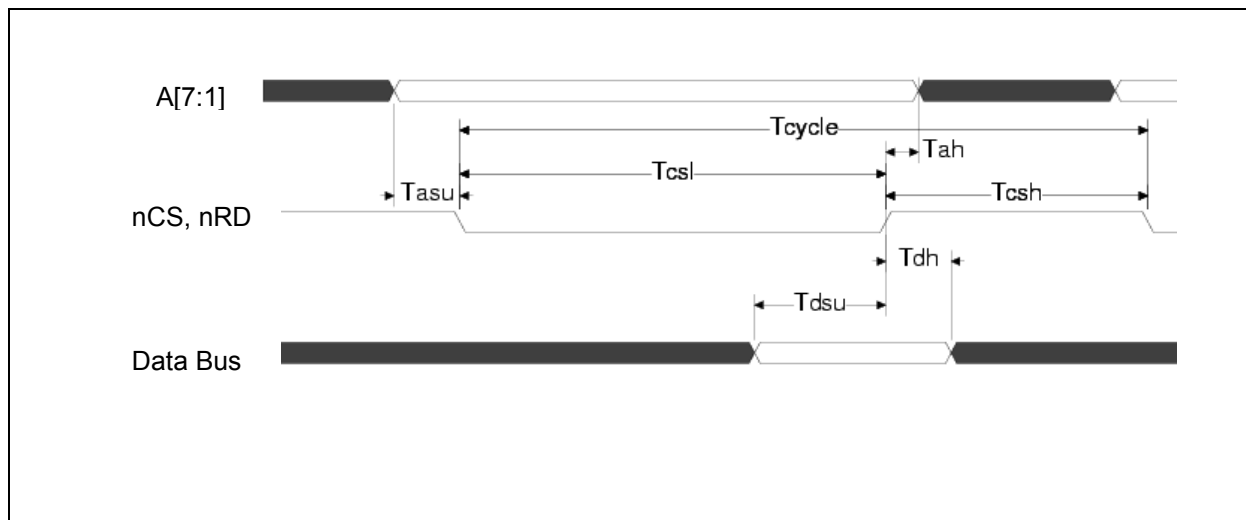 A[7:1]
Tcycle
Tah
Tcsl
Tasu
Tcsh
nCS, nRD
Tdh
Tdsu
Data Bus